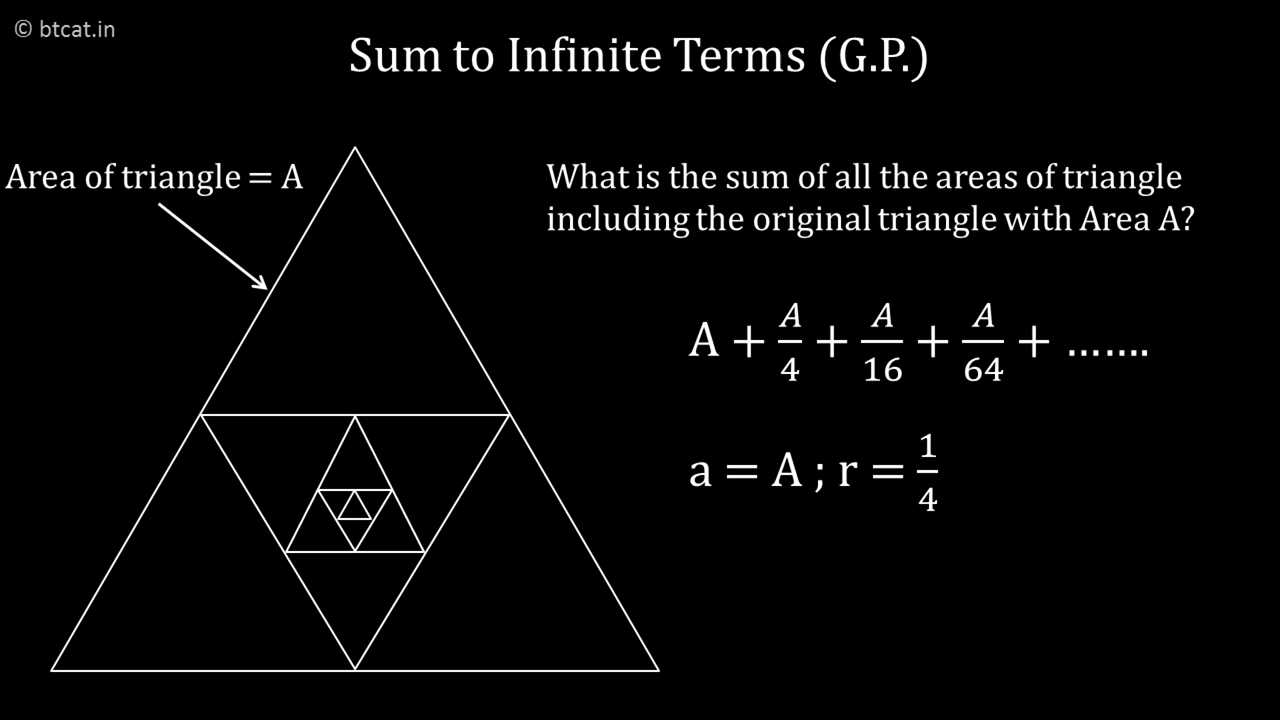 © btcat.in
Sum to Infinite Terms (G.P.)
Area of triangle = A
What is the sum of all the areas of triangle
including the original triangle with Area A?
A + A/4 + A/16 + A/64 + .......
a = A ; r = 1/4